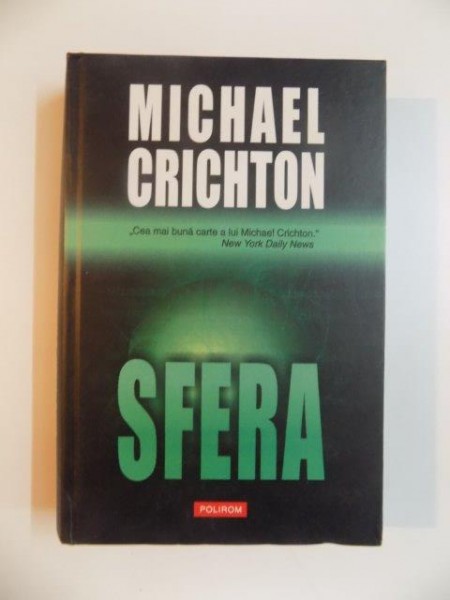 MICHAEL
CRICHTON
„Cea mai bună carte a lui Michael Crichton.”
New York Daily News
SFERA
POLIROM